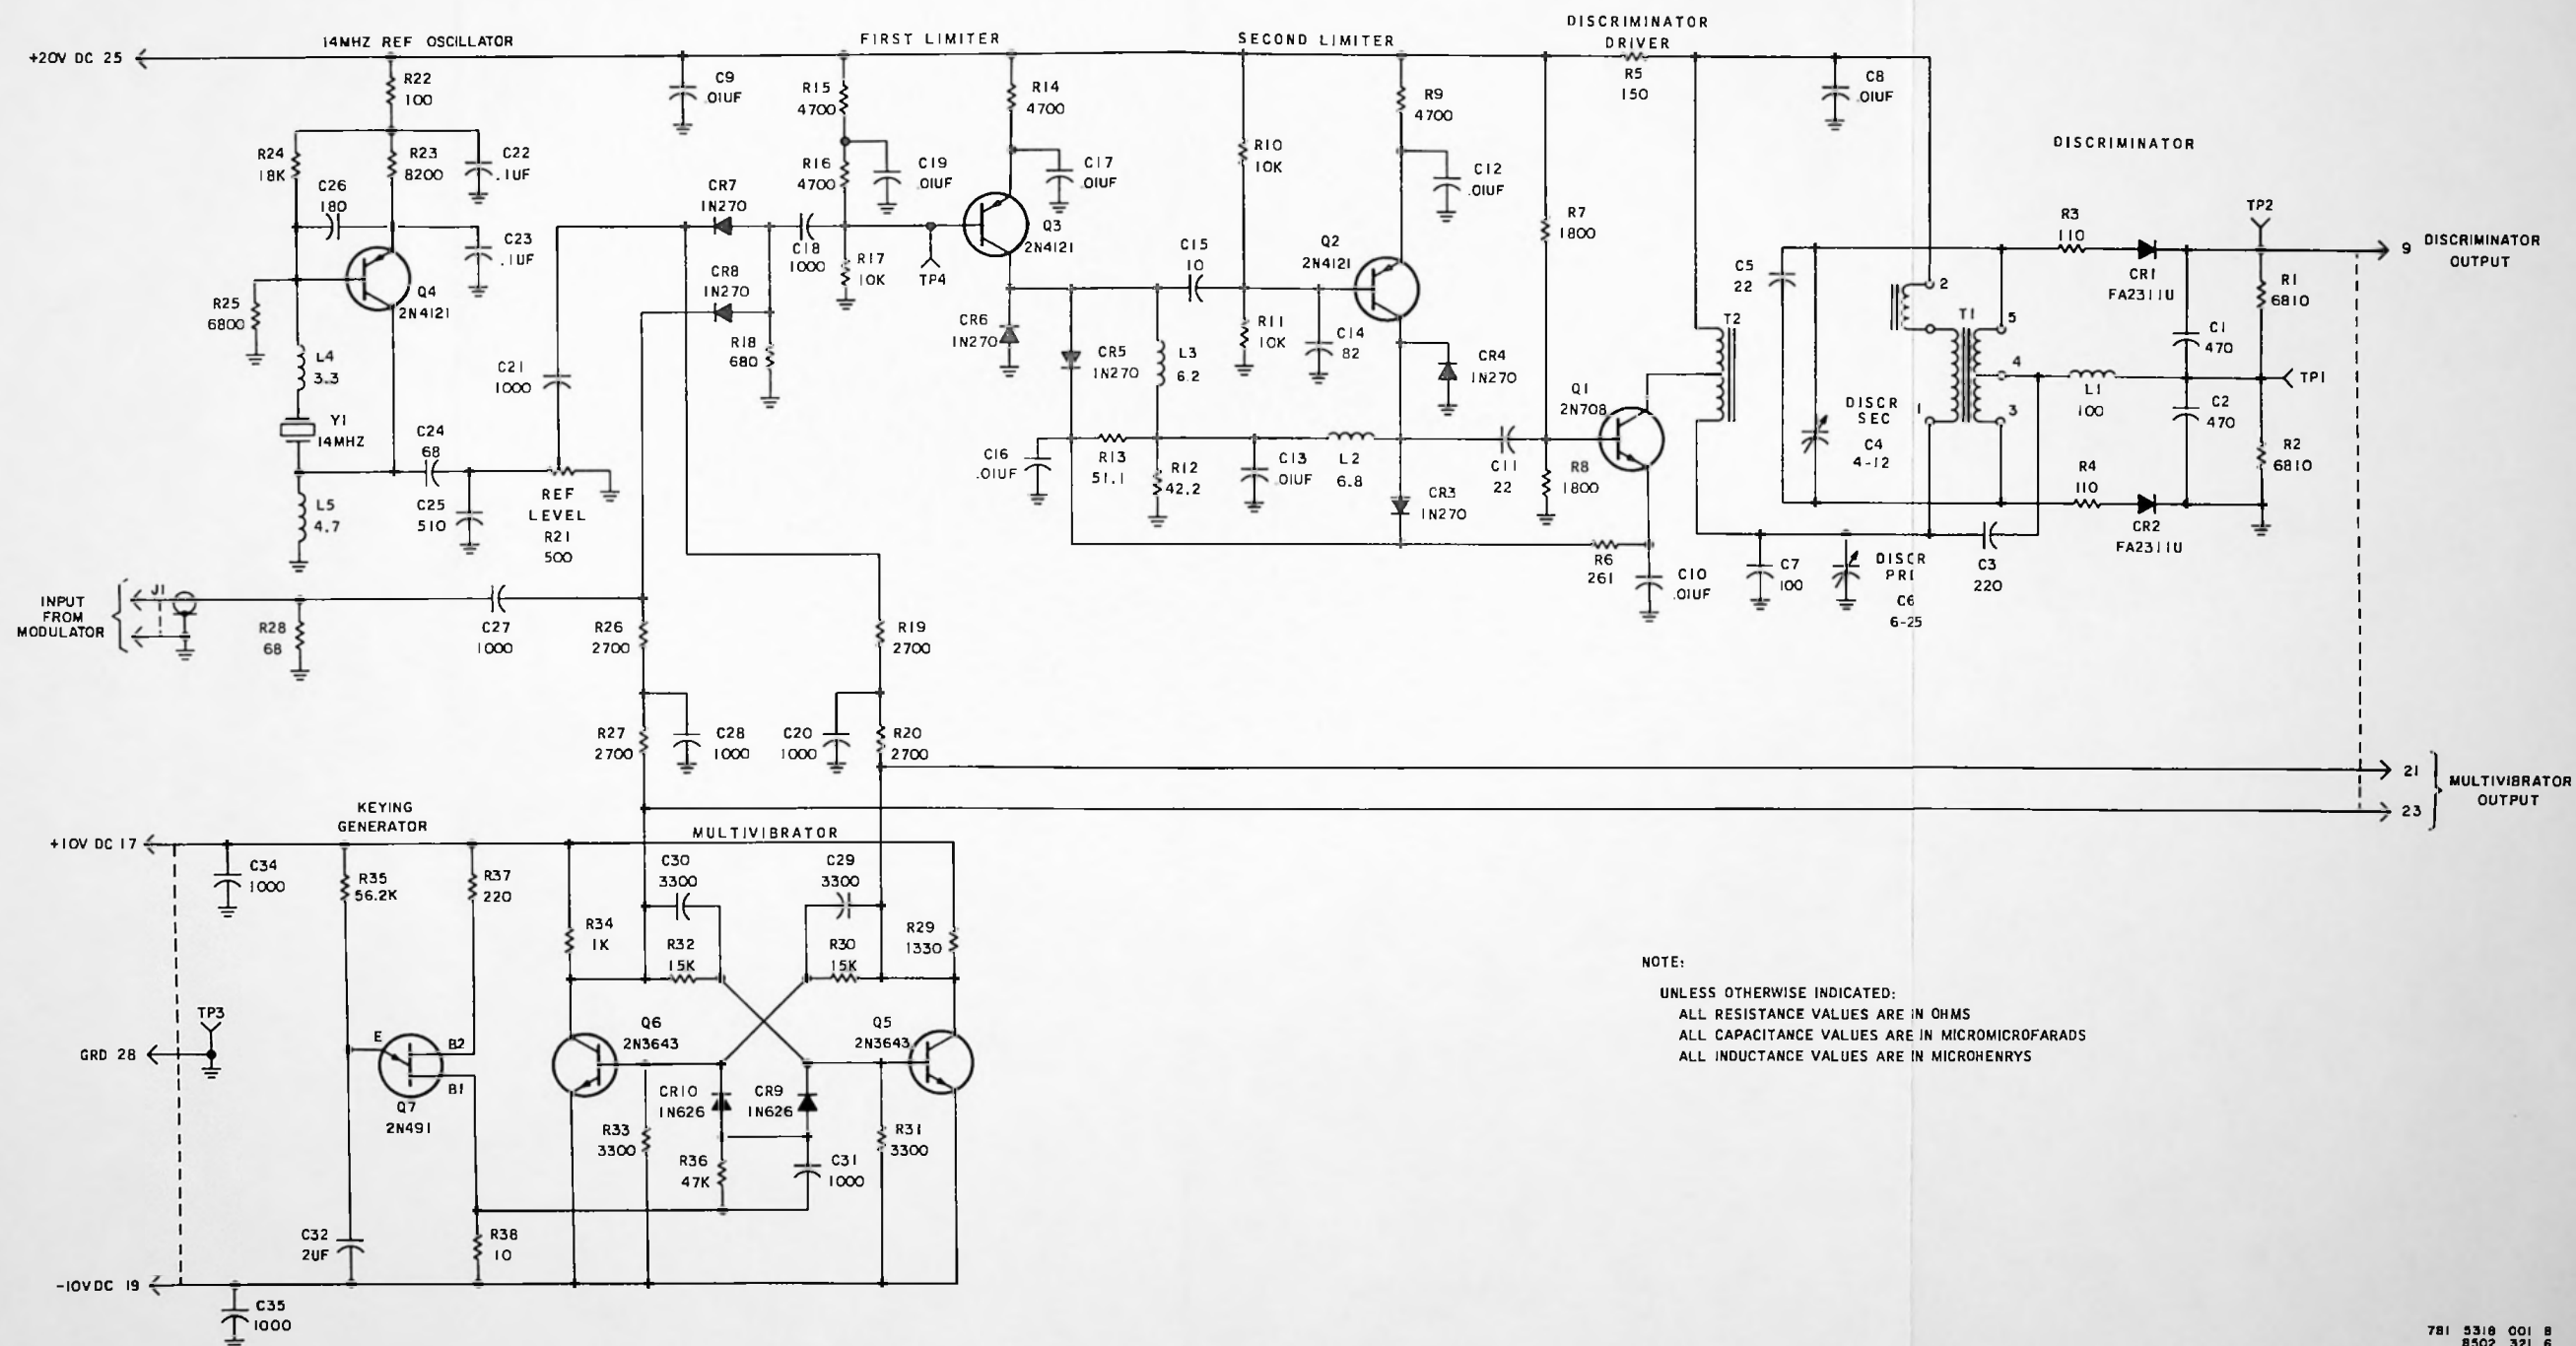 DISCRIMINATOR
DRIVER
14MHZ REF OSCILLATOR
FIRST LIMITER
SECOND LIMITER
+20V DC 25
R22
100
C9
.01UF
R15
4700
R14
4700
R9
4700
R5
150
C8
.01UF
DISCRIMINATOR
R24
18K
R23
8200
C22
.1UF
C26
180
CR7
1N270
R16
4700
C19
.01UF
C17
.01UF
R10
10K
C12
.01UF
R7
1800
R3
110
TP2
C23
.1UF
Q4
2N4121
CR8
1N270
C18
1000
R17
10K
TP4
Q3
2N4121
C15
10
Q2
2N4121
C5
22
2
CR1
FA2311U
9
DISCRIMINATOR
OUTPUT
R1
6810
R25
6800
L4
3.3
C21
1000
R18
680
CR6
1N270
CR5
1N270
L3
6.2
R11
10K
C14
82
CR4
1N270
Q1
2N708
T2
T1
5
4
C1
470
TP1
L1
100
DISCR
SEC
C4
4-12
1
3
C2
470
Y1
14MHZ
C24
68
C16
.01UF
R13
51.1
R12
42.2
C13
.01UF
L2
6.8
C11
22
R8
1800
R4
110
R2
6810
L5
4.7
C25
510
REF
LEVEL
R21
500
CR3
1N270
CR2
FA2311U
R6
261
C10
.01UF
C7
100
DISCR
PRI
C6
6-25
C3
220
INPUT
FROM
MODULATOR
J1
R28
68
C27
1000
R26
2700
R19
2700
R27
2700
C28
1000
C20
1000
R20
2700
21
23
MULTIVIBRATOR
OUTPUT
KEYING
GENERATOR
MULTIVIBRATOR
+10V DC 17
C34
1000
R35
56.2K
R37
220
C30
3300
C29
3300
R34
1K
R32
15K
R30
15K
R29
1330
NOTE:
UNLESS OTHERWISE INDICATED:
ALL RESISTANCE VALUES ARE IN OHMS
ALL CAPACITANCE VALUES ARE IN MICROMICROFARADS
ALL INDUCTANCE VALUES ARE IN MICROHENRYS
TP3
GRD 28
E
B2
B1
Q7
2N491
Q6
2N3643
Q5
2N3643
CR10
1N626
CR9
1N626
R33
3300
R31
3300
R36
47K
C31
1000
C32
2UF
R38
10
-10V DC 19
C35
1000
781 5318 001 B
8502 321 6